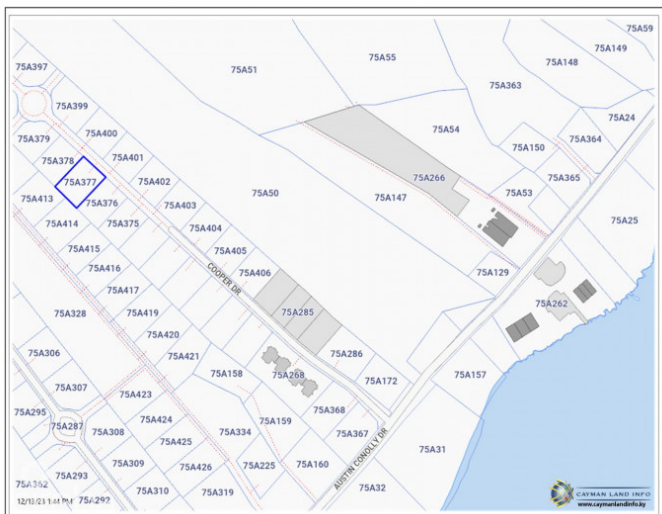 75A59
75A149
75A397
75A51
75A55
75A148
75A363
75A399
75A24
75A379
75A400
75A54
75A364
75A378
75A401
75A150
75A377
75A402
75A266
75A365
75A413
75A376
75A50
75A147
75A53
75A414
75A375
75A403
75A25
75A415
75A404
75A416
75A405
COOPER DR
75A406
75A129
75A417
75A262
75A328
75A419
75A285
75A420
75A306
75A421
75A286
75A158
75A268
75A172
75A157
75A307
75A423
75A295
75A287
75A424
75A159
75A368
75A308
75A334
75A367
75A425
75A31
75A309
75A426
75A225
75A160
AUSTIN CONOLLY DR
75A293
75A362
75A292
75A310
75A319
75A32
12/13/23 1:44 PM
CAYMAN LAND INFO
www.caymanlandinfo.ky